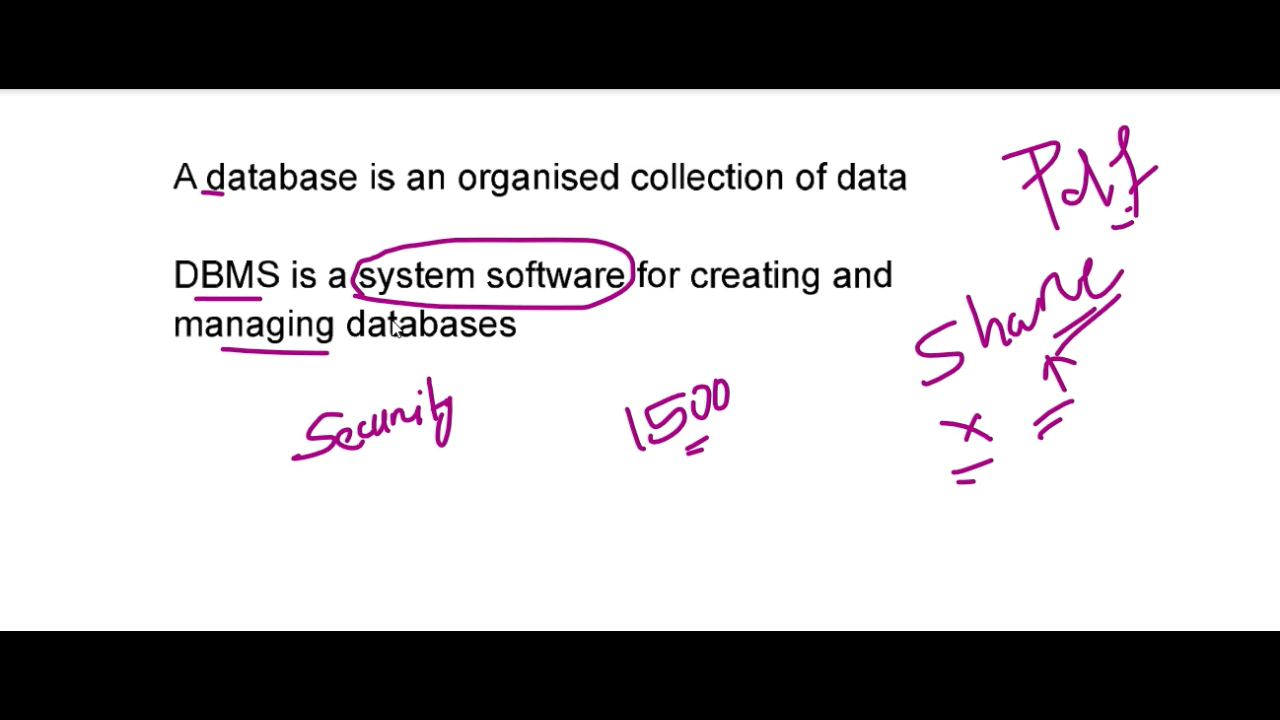 A database is an organised collection of data
Pdf
DBMS is a system software for creating and
managing databases
Share
Security
1500
x